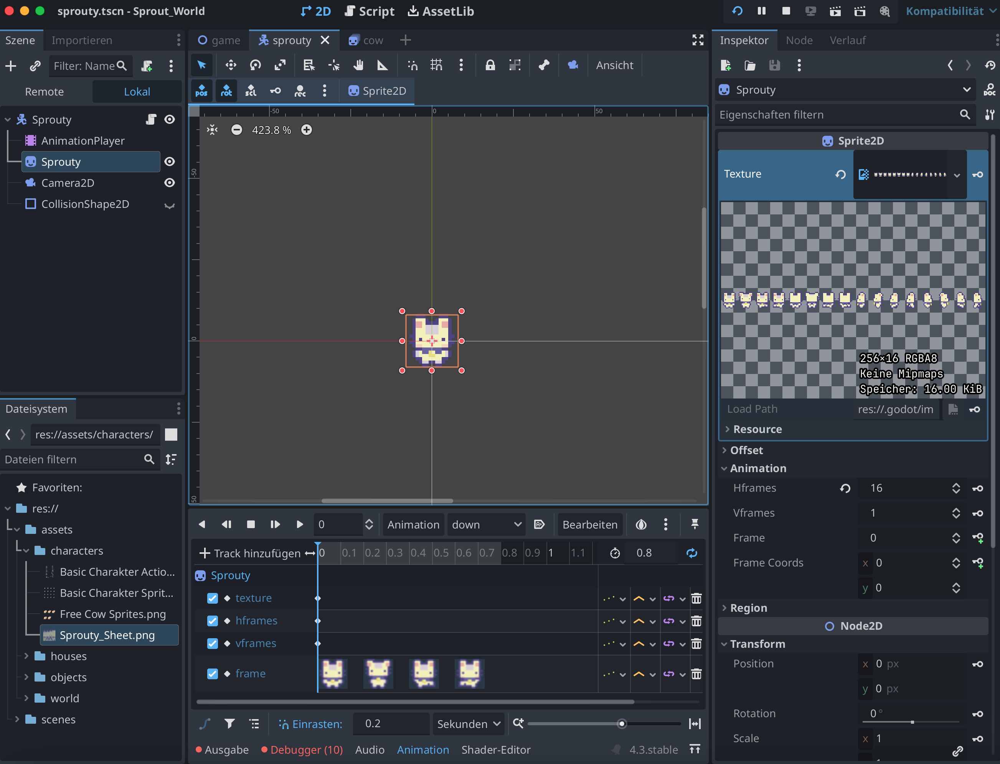 sprouty.tscn - Sprout_World
2D Script AssetLib
Kompatibilität
Szene Importieren
Filter: Name
Remote Lokal
Sprouty
AnimationPlayer
Sprouty
Camera2D
CollisionShape2D
Dateisystem
res://assets/characters/
Dateien filtern
Favoriten:
res://
assets
characters
Basic Charakter Actio...
Basic Charakter Sprit...
Free Cow Sprites.png
Sprouty_Sheet.png
houses
objects
world
scenes
game sprouty cow
Ansicht
pos rot scl rec Sprite2D
-50 0 50
423.8 %
-50
0
50
0 Animation down Bearbeiten
Track hinzufügen 0 0.1 0.2 0.3 0.4 0.5 0.6 0.7 0.8 0.9 1 1.1 0.8
Sprouty
texture
hframes
vframes
frame
Einrasten: 0.2 Sekunden
Ausgabe Debugger (10) Audio Animation Shader-Editor 4.3.stable
Inspektor Node Verlauf
Sprouty DOC
Eigenschaften filtern
Sprite2D
Texture
256×16 RGBA8
Keine Mipmaps
Speicher: 16.00 KiB
Load Path res://.godot/im
Resource
Offset
Animation
Hframes 16
Vframes 1
Frame 0
Frame Coords x 0
y 0
Region
Node2D
Transform
Position x 0 px
y 0 px
Rotation 0 °
Scale x 1